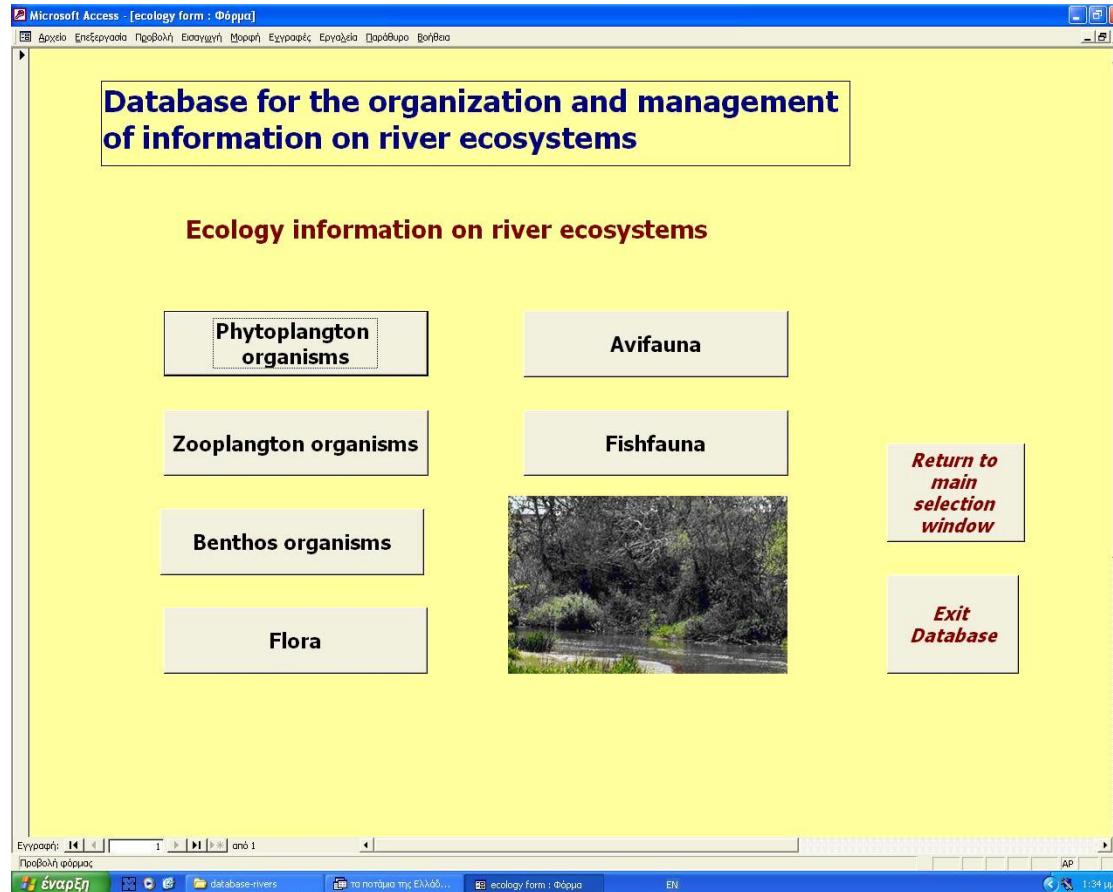 Microsoft Access - [ecology form : Φόρμα]
Αρχείο Επεξεργασία Προβολή Εισαγωγή Μορφή Εγγραφές Εργαλεία Παράθυρο Βοήθεια
Database for the organization and management
of information on river ecosystems
Ecology information on river ecosystems
Phytoplangton
organisms
Avifauna
Zooplangton organisms
Fishfauna
Return to
main
selection
window
Benthos organisms
Flora
Exit
Database
Εγγραφή: 1 από 1
Προβολή φόρμας ΑΡ
έναρξη database-rivers τα ποτάμια της Ελλάδ... ecology form : Φόρμα EN 1:34 μμ